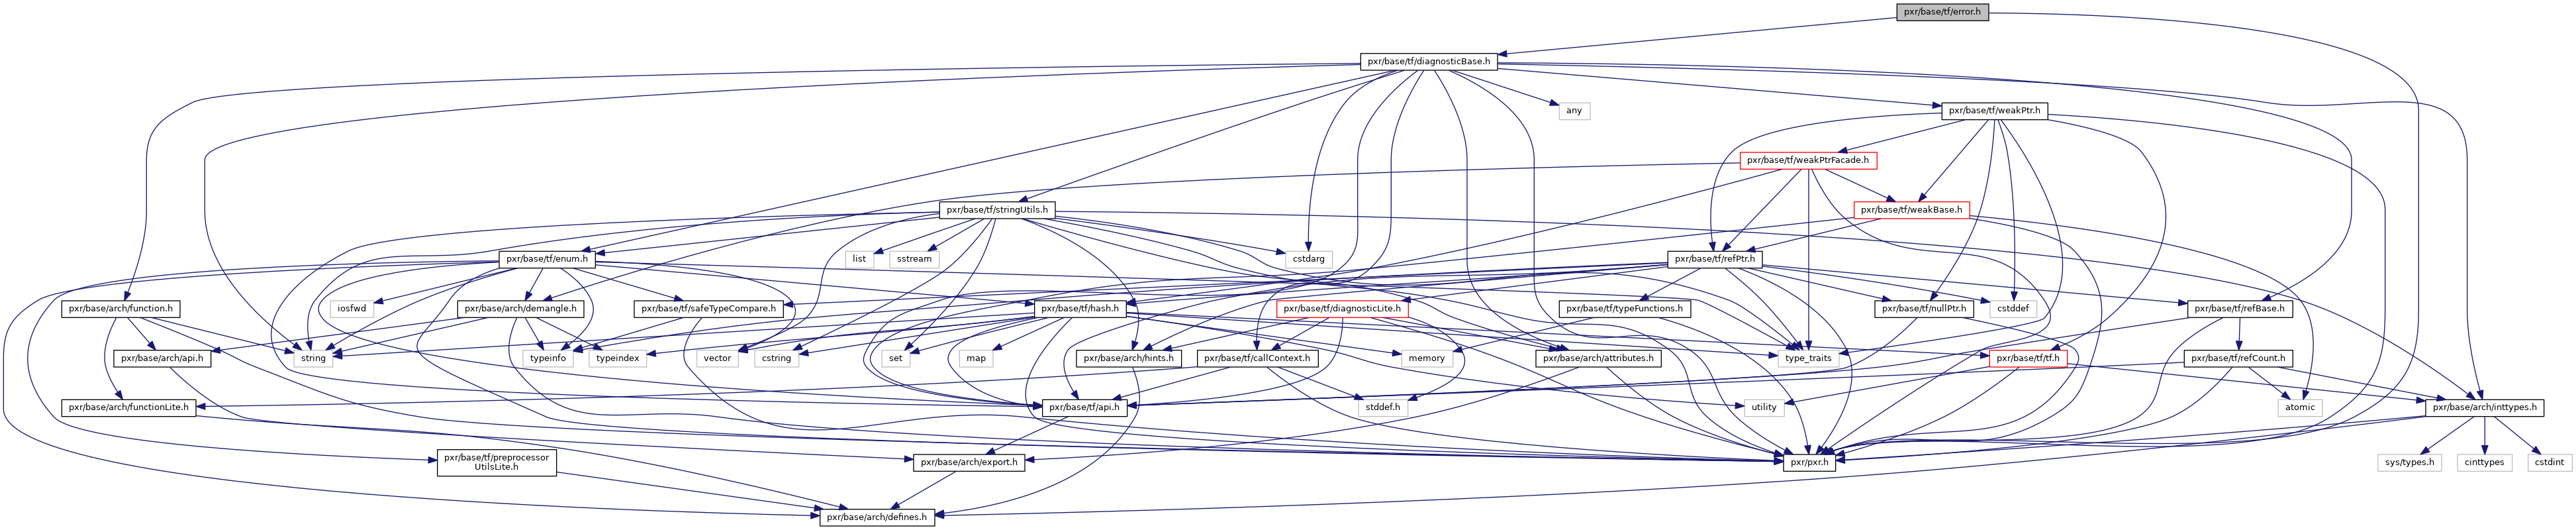 pxr/base/tf/error.h
pxr/base/tf/diagnosticBase.h
any
pxr/base/tf/weakPtr.h
pxr/base/tf/weakPtrFacade.h
pxr/base/tf/stringUtils.h
pxr/base/tf/weakBase.h
pxr/base/tf/enum.h
list
sstream
cstdarg
pxr/base/tf/refPtr.h
pxr/base/arch/function.h
iosfwd
pxr/base/arch/demangle.h
pxr/base/tf/safeTypeCompare.h
pxr/base/tf/hash.h
pxr/base/tf/diagnosticLite.h
pxr/base/tf/typeFunctions.h
pxr/base/tf/nullPtr.h
cstddef
pxr/base/tf/refBase.h
pxr/base/arch/api.h
string
typeinfo
typeindex
vector
cstring
set
map
pxr/base/arch/hints.h
pxr/base/tf/callContext.h
memory
pxr/base/arch/attributes.h
type_traits
pxr/base/tf/tf.h
pxr/base/tf/refCount.h
pxr/base/arch/functionLite.h
pxr/base/tf/api.h
stddef.h
utility
atomic
pxr/base/arch/inttypes.h
pxr/base/tf/preprocessor
UtilsLite.h
pxr/base/arch/export.h
pxr/pxr.h
sys/types.h
cinttypes
cstdint
pxr/base/arch/defines.h